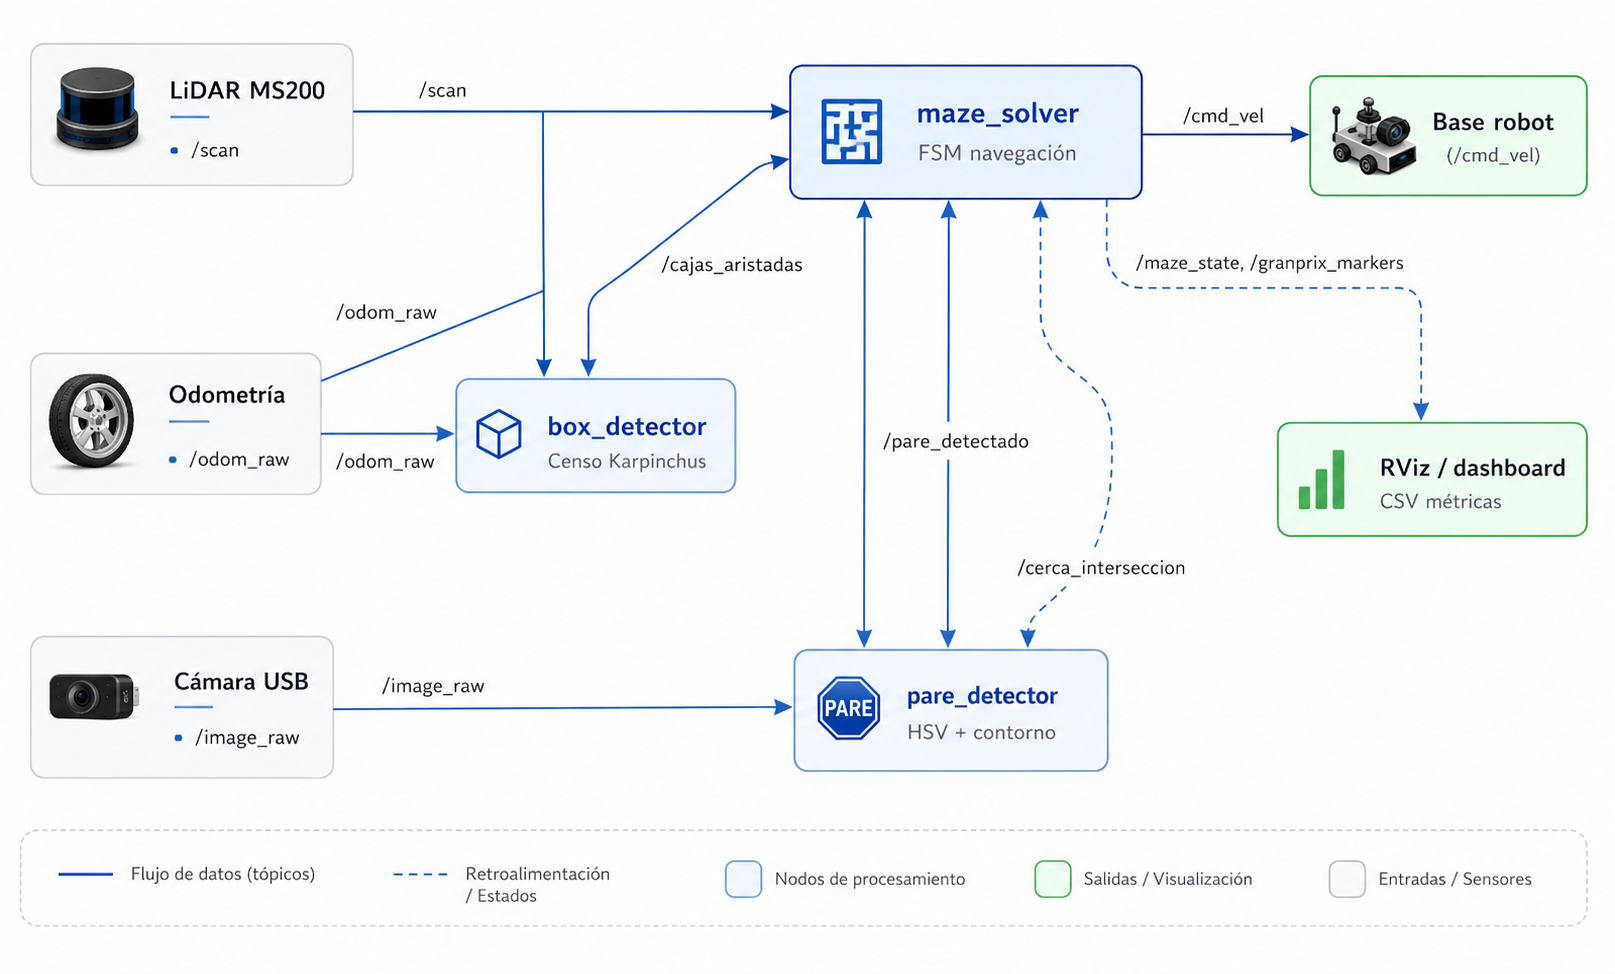 LiDAR MS200
/scan
/scan
maze_solver
FSM navegación
/cmd_vel
Base robot
(/cmd_vel)
/cajas_aristadas
/maze_state, /granprix_markers
/odom_raw
Odometría
/odom_raw
/odom_raw
box_detector
Censo Karpinchus
/pare_detectado
RViz / dashboard
CSV métricas
/cerca_interseccion
Cámara USB
/image_raw
/image_raw
PARE
pare_detector
HSV + contorno
Flujo de datos (tópicos)
Retroalimentación
/ Estados
Nodos de procesamiento
Salidas / Visualización
Entradas / Sensores